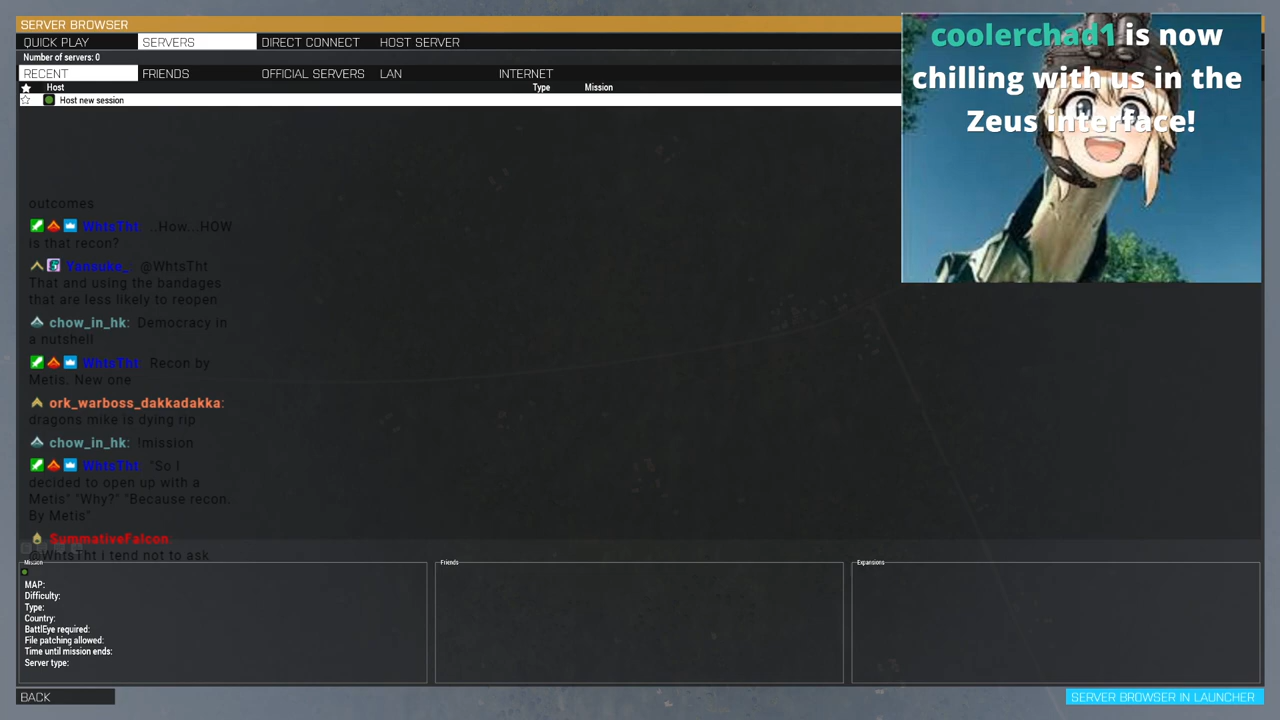 SERVER BROWSER
QUICK PLAY
SERVERS
DIRECT CONNECT
HOST SERVER
Number of servers: 0
RECENT
FRIENDS
OFFICIAL SERVERS
LAN
INTERNET
Host
Type
Mission
Host new session
coolerchad1 is now
chilling with us in the
Zeus interface!
outcomes
WhtsTht: ..How...HOW
is that recon?
Yansuke_: @WhtsTht
That and using the bandages
that are less likely to reopen
chow_in_hk: Democracy in
a nutshell
WhtsTht: Recon by
Metis. New one
ork_warboss_dakkadakka:
dragons mike is dying rip
chow_in_hk: !mission
WhtsTht: "So I
decided to open up with a
Metis" "Why?" "Because recon.
By Metis"
SummativeFalcon:
@WhtsTht i tend not to ask
Mission
MAP:
Difficulty:
Type:
Country:
BattlEye required:
File patching allowed:
Time until mission ends:
Server type:
Friends
Expansions
BACK
SERVER BROWSER IN LAUNCHER